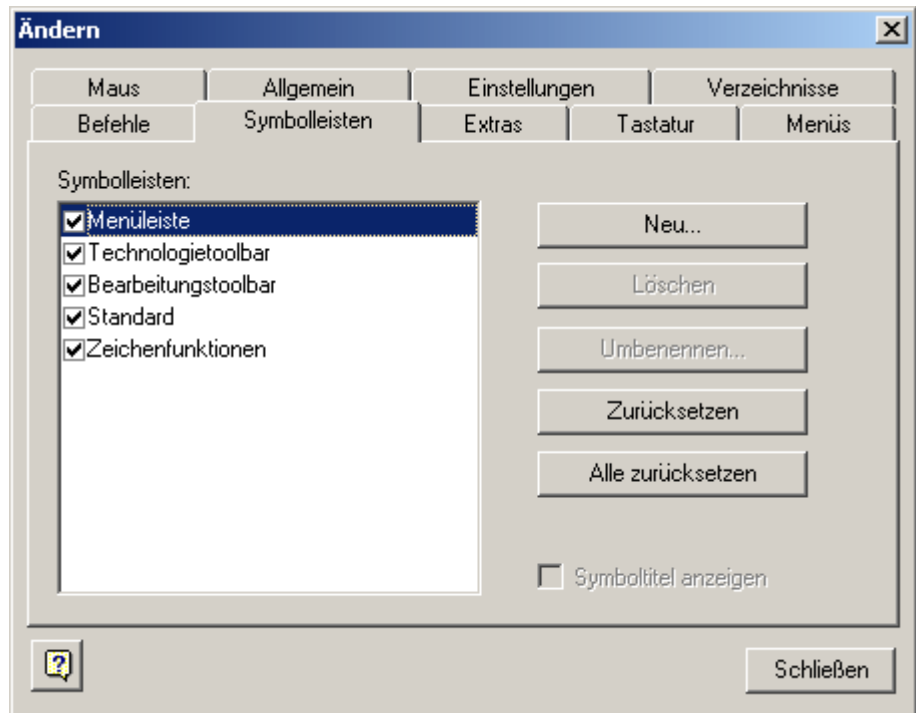 Ändern
Maus Allgemein Einstellungen Verzeichnisse
Befehle Symbolleisten Extras Tastatur Menüs
Symbolleisten:
Menüleiste
Technologietoolbar
Bearbeitungstoolbar
Standard
Zeichenfunktionen
Neu...
Löschen
Umbenennen...
Zurücksetzen
Alle zurücksetzen
Symboltitel anzeigen
?
Schließen